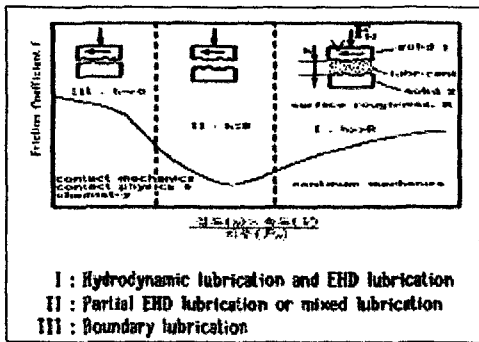 solid 1
lubricant
solid 2
surface roughness, R
III : h→0
II : h≈R
I : h>>R
Friction Coefficient f
contact mechanics
contact physics &
chemistry
continuum mechanics
I : Hydrodynamic lubrication and EHD lubrication
II : Partial EHD lubrication or mixed lubrication
III : Boundary lubrication